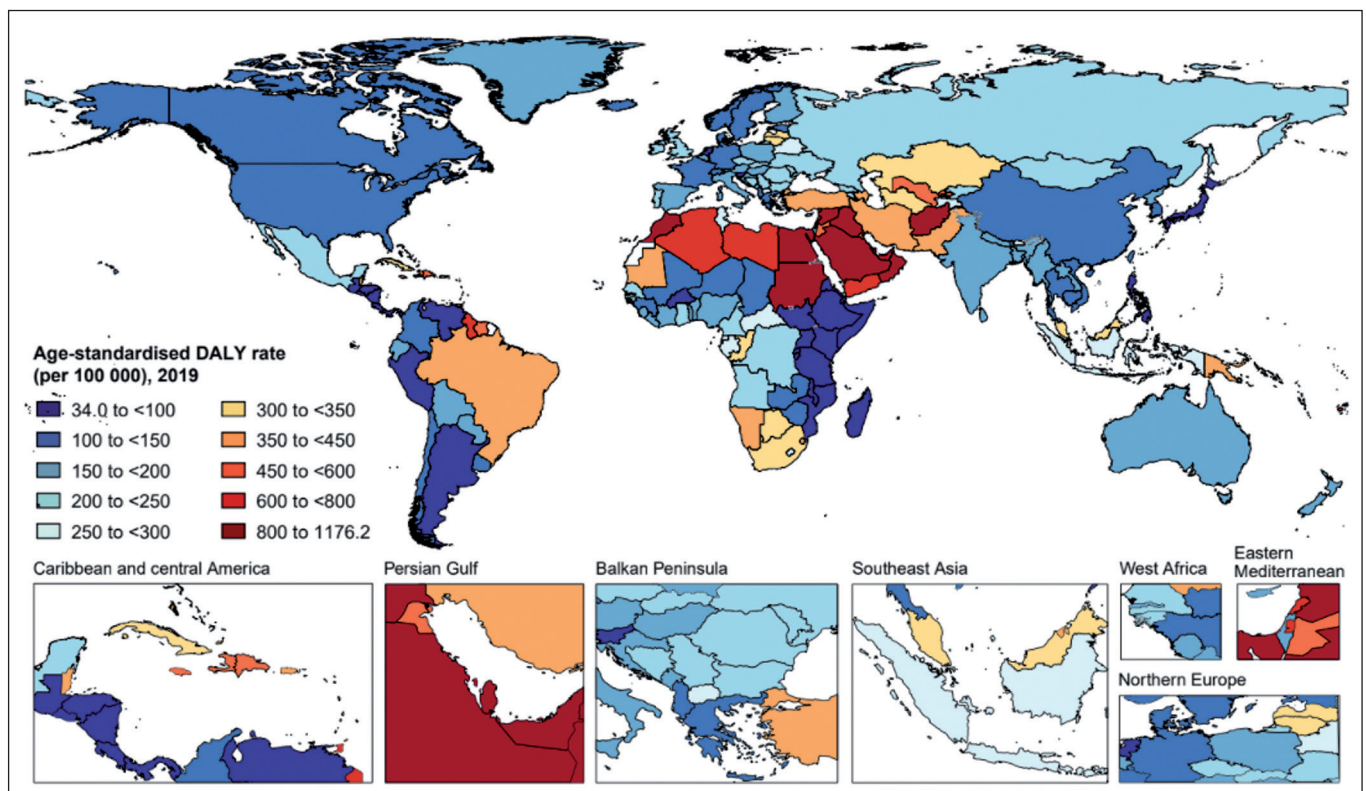 Age-standardised DALY rate
(per 100 000), 2019
34.0 to <100
100 to <150
150 to <200
200 to <250
250 to <300
300 to <350
350 to <450
450 to <600
600 to <800
800 to 1176.2
Caribbean and central America
Persian Gulf
Balkan Peninsula
Southeast Asia
West Africa
Eastern
Mediterranean
Northern Europe